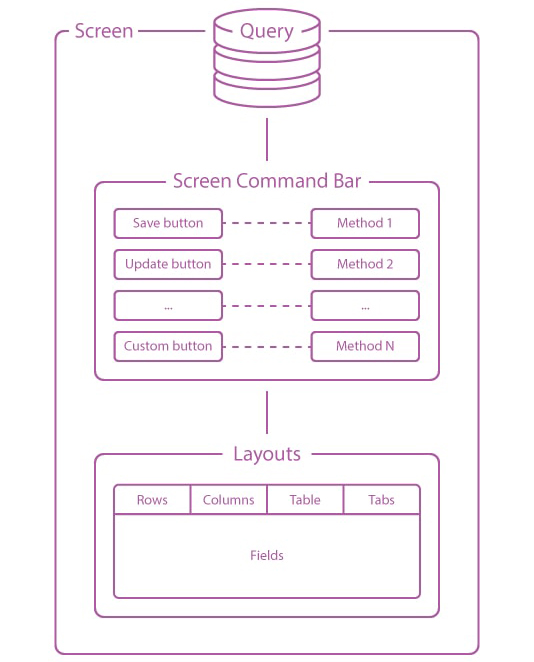 Screen
Query
Screen Command Bar
Save button Method 1
Update button Method 2
... ...
Custom button Method N
Layouts
Rows Columns Table Tabs
Fields